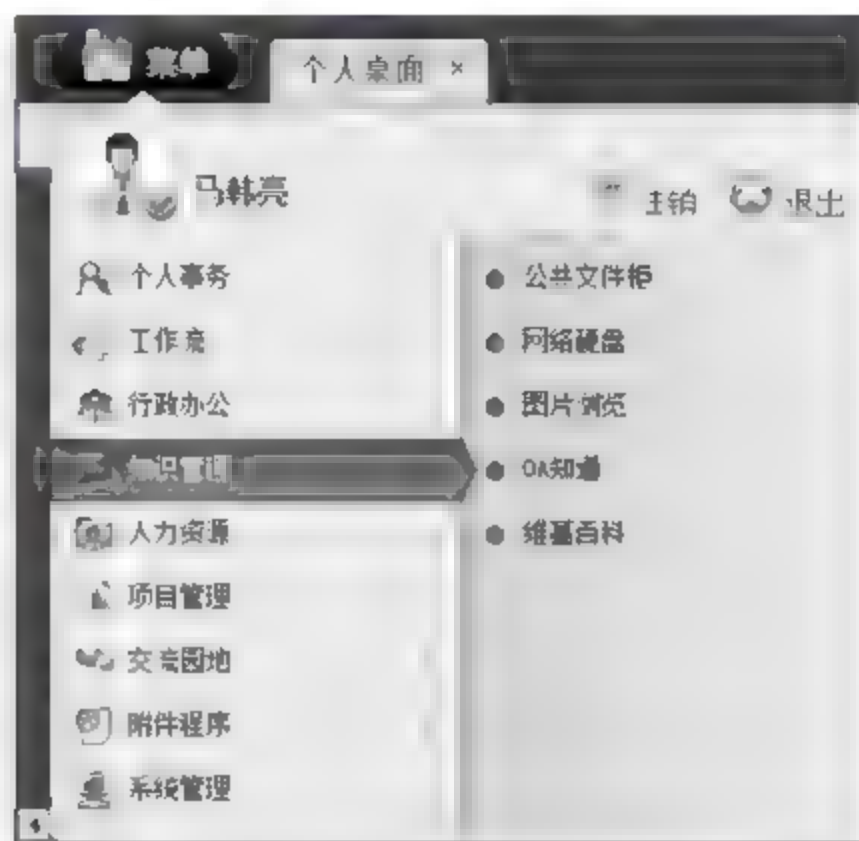 菜单 个人桌面 ×
马韩亮 注销 退出
个人事务
工作流
行政办公
知识管理
人力资源
项目管理
交流园地
附件程序
系统管理
公共文件柜
网络硬盘
图片浏览
OA知道
维基百科